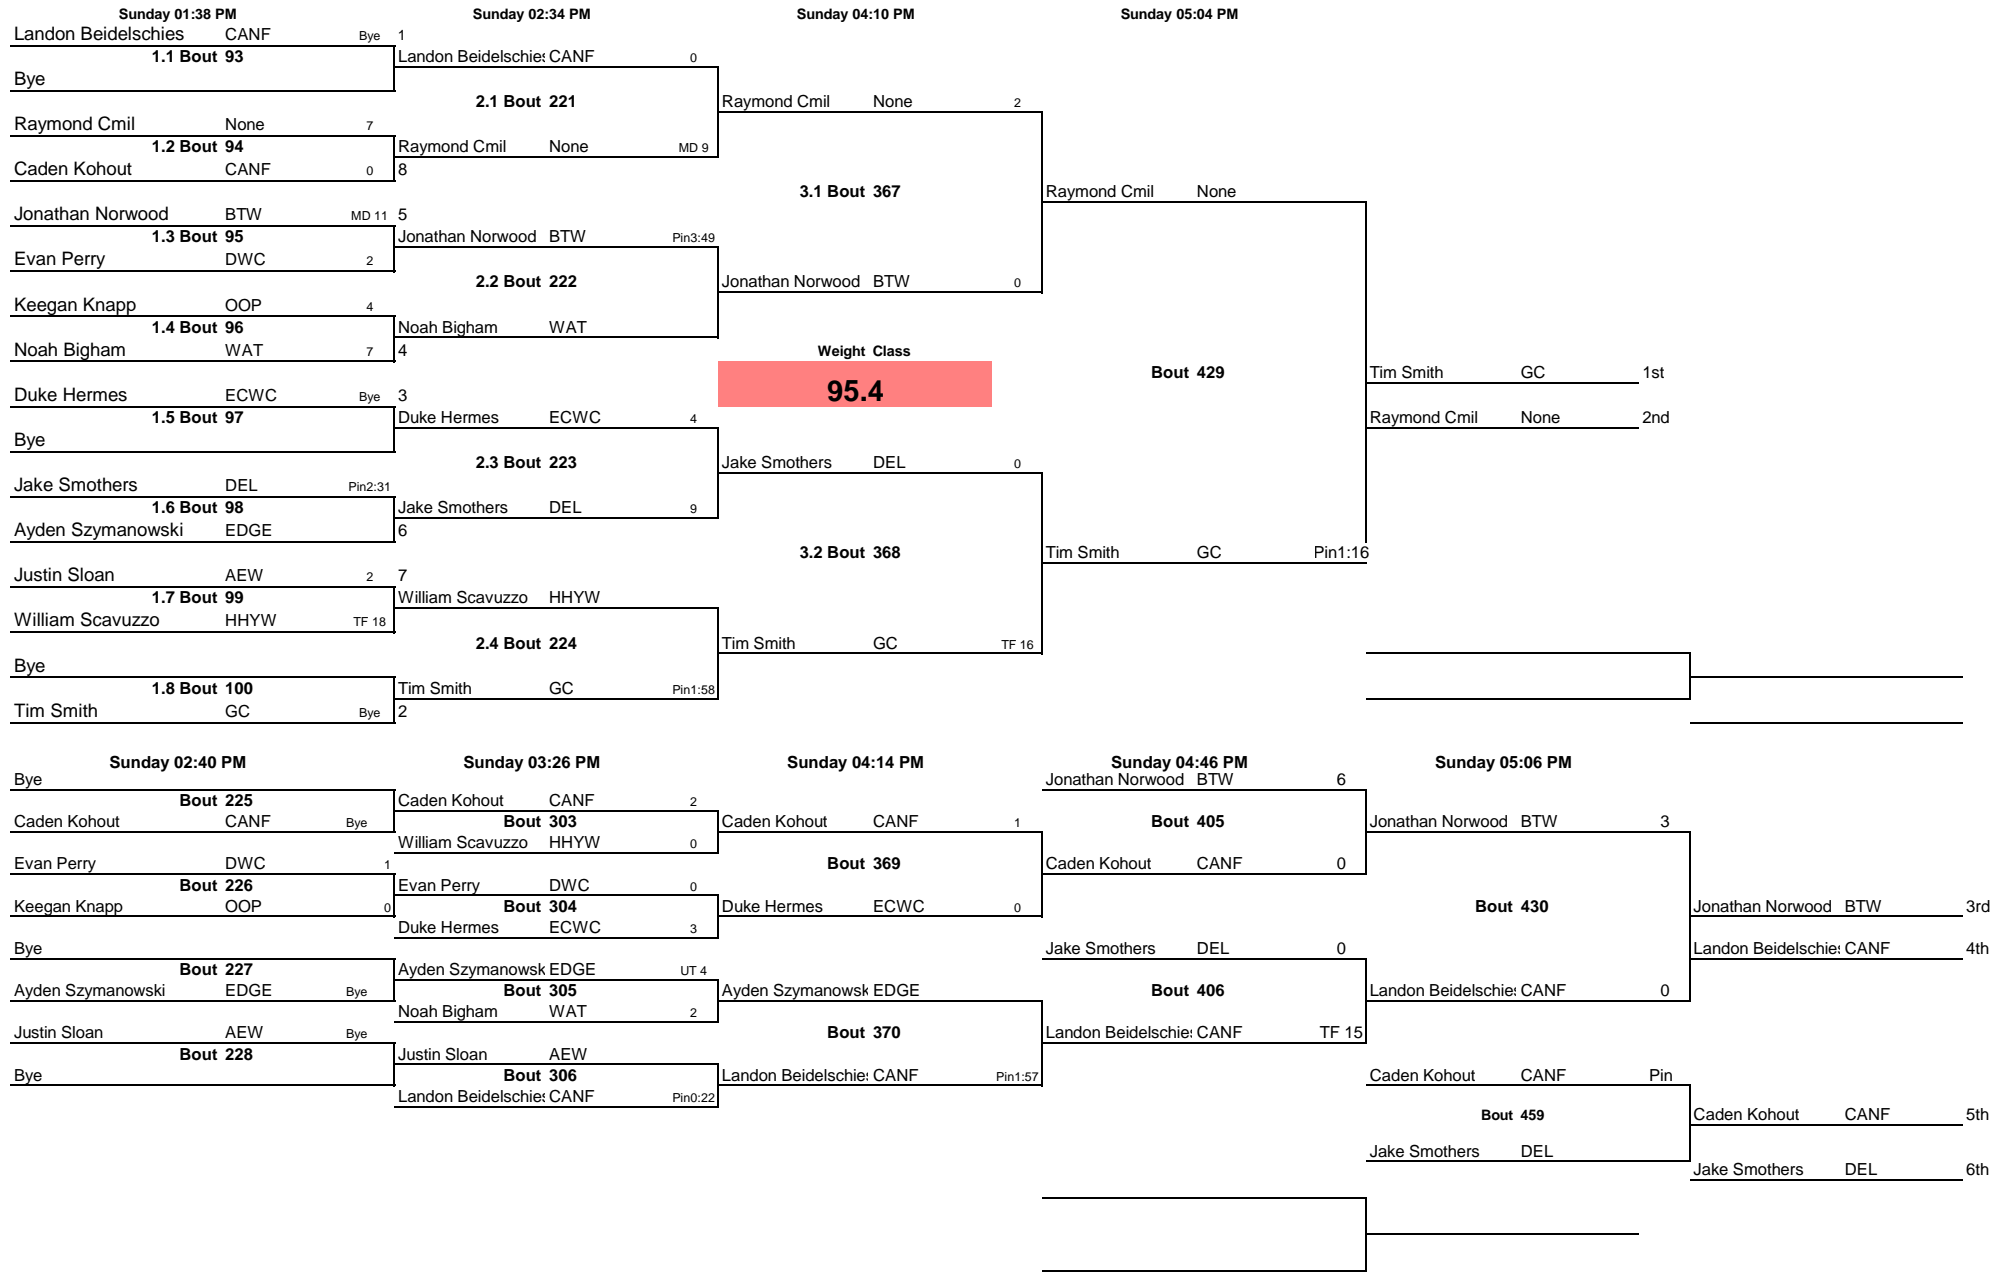 Sunday 01:38 PM Sunday 02:34 PM Sunday 04:10 PM Sunday 05:04 PM
Landon Beidelschies CANF Bye 1
1.1 Bout 93 Landon Beidelschies CANF 0
Bye
2.1 Bout 221 Raymond Cmil None 2
Raymond Cmil None 7
1.2 Bout 94 Raymond Cmil None MD 9
Caden Kohout CANF 0 8
3.1 Bout 367 Raymond Cmil None
Jonathan Norwood BTW MD 11 5
1.3 Bout 95 Jonathan Norwood BTW Pin3:49
Evan Perry DWC 2
2.2 Bout 222 Jonathan Norwood BTW 0
Keegan Knapp OOP 4
1.4 Bout 96 Noah Bigham WAT
Noah Bigham WAT 7 4 Weight Class
Bout 429 Tim Smith GC 1st
Duke Hermes ECWC Bye 3 95.4
1.5 Bout 97 Duke Hermes ECWC 4 Raymond Cmil None 2nd
Bye
2.3 Bout 223 Jake Smothers DEL 0
Jake Smothers DEL Pin2:31
1.6 Bout 98 Jake Smothers DEL 9
Ayden Szymanowski EDGE 6
3.2 Bout 368 Tim Smith GC Pin1:16
Justin Sloan AEW 2 7
1.7 Bout 99 William Scavuzzo HHYW
William Scavuzzo HHYW TF 18
2.4 Bout 224 Tim Smith GC TF 16
Bye
1.8 Bout 100 Tim Smith GC Pin1:58
Tim Smith GC Bye 2
Sunday 02:40 PM Sunday 03:26 PM Sunday 04:14 PM Sunday 04:46 PM Sunday 05:06 PM
Bye Jonathan Norwood BTW 6
Bout 225 Caden Kohout CANF 2
Caden Kohout CANF Bye Bout 303 Caden Kohout CANF 1 Bout 405 Jonathan Norwood BTW 3
William Scavuzzo HHYW 0
Evan Perry DWC 1 Bout 369 Caden Kohout CANF 0
Bout 226 Evan Perry DWC 0
Keegan Knapp OOP 0 Bout 304 Duke Hermes ECWC 0 Bout 430 Jonathan Norwood BTW 3rd
Duke Hermes ECWC 3
Bye Jake Smothers DEL 0 Landon Beidelschies CANF 4th
Bout 227 Ayden Szymanowsk EDGE UT 4
Ayden Szymanowski EDGE Bye Bout 305 Ayden Szymanowsk EDGE Bout 406 Landon Beidelschies CANF 0
Noah Bigham WAT 2
Justin Sloan AEW Bye Bout 370 Landon Beidelschies CANF TF 15
Bout 228 Justin Sloan AEW
Bye Bout 306 Landon Beidelschies CANF Pin1:57 Caden Kohout CANF Pin
Landon Beidelschies CANF Pin0:22
Bout 459 Caden Kohout CANF 5th
Jake Smothers DEL
Jake Smothers DEL 6th